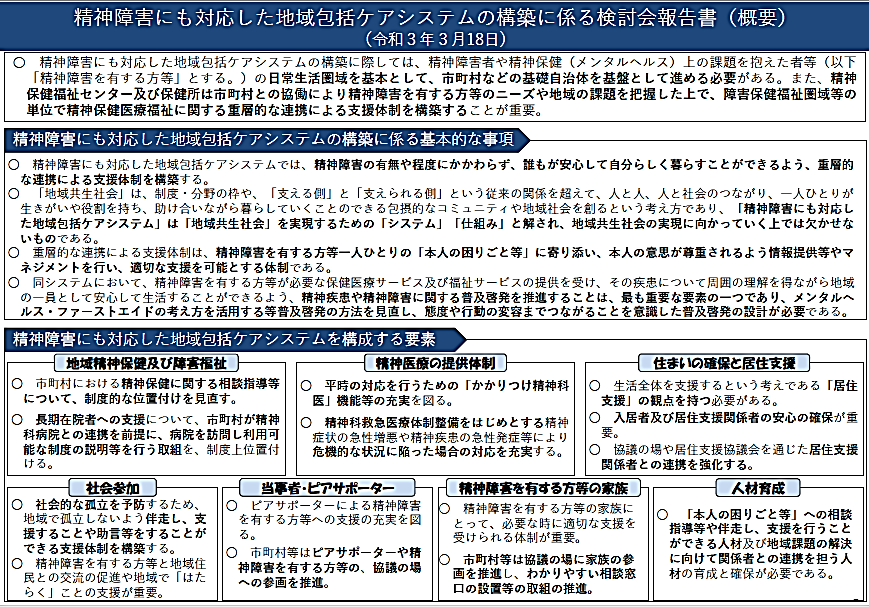 精神障害にも対応した地域包括ケアシステムの構築に係る検討会報告書（概要）
（令和３年３月18日）
○　精神障害にも対応した地域包括ケアシステムの構築に際しては、精神障害者や精神保健（メンタルヘルス）上の課題を抱えた者等（以下
「精神障害を有する方等」とする。）の日常生活圏域を基本として、市町村などの基礎自治体を基盤として進める必要がある。また、精神
保健福祉センター及び保健所は市町村との協働により精神障害を有する方等のニーズや地域の課題を把握した上で、障害保健福祉圏域等の
単位で精神保健医療福祉に関する重層的な連携による支援体制を構築することが重要。
精神障害にも対応した地域包括ケアシステムの構築に係る基本的な事項
○　精神障害にも対応した地域包括ケアシステムでは、精神障害の有無や程度にかかわらず、誰もが安心して自分らしく暮らすことができるよう、重層的
な連携による支援体制を構築する。
○　「地域共生社会」は、制度・分野の枠や、「支える側」と「支えられる側」という従来の関係を超えて、人と人、人と社会のつながり、一人ひとりが
生きがいや役割を持ち、助け合いながら暮らしていくことのできる包摂的なコミュニティや地域社会を創るという考え方であり、「精神障害にも対応し
た地域包括ケアシステム」は「地域共生社会」を実現するための「システム」「仕組み」と解され、地域共生社会の実現に向かっていく上では欠かせな
いものである。
○　重層的な連携による支援体制は、精神障害を有する方等一人ひとりの「本人の困りごと等」に寄り添い、本人の意思が尊重されるよう情報提供等やマ
ネジメントを行い、適切な支援を可能とする体制である。
○　同システムにおいて、精神障害を有する方等が必要な保健医療サービス及び福祉サービスの提供を受け、その疾患について周囲の理解を得ながら地域
の一員として安心して生活することができるよう、精神疾患や精神障害に関する普及啓発を推進することは、最も重要な要素の一つであり、メンタルヘ
ルス・ファーストエイドの考え方を活用する等普及啓発の方法を見直し、態度や行動の変容までつながることを意識した普及啓発の設計が必要である。
精神障害にも対応した地域包括ケアシステムを構成する要素
地域精神保健及び障害福祉
○　市町村における精神保健に関する相談指導等
について、制度的な位置付けを見直す。
○　長期在院者への支援について、市町村が精神
科病院との連携を前提に、病院を訪問し利用可
能な制度の説明等を行う取組を、制度上位置付
ける。
精神医療の提供体制
○　平時の対応を行うための「かかりつけ精神科
医」機能等の充実を図る。
○　精神科救急医療体制整備をはじめとする精神
症状の急性増悪や精神疾患の急性発症等により
危機的な状況に陥った場合の対応を充実する。
住まいの確保と居住支援
○　生活全体を支援するという考えである「居住
支援」の観点を持つ必要がある。
○　入居者及び居住支援関係者の安心の確保が重
要。
○　協議の場や居住支援協議会を通じた居住支援
関係者との連携を強化する。
社会参加
○　社会的な孤立を予防するため、
地域で孤立しないよう伴走し、支
援することや助言等をすることが
できる支援体制を構築する。
○　精神障害を有する方等と地域住
民との交流の促進や地域で「はた
らく」ことの支援が重要。
当事者・ピアサポーター
○　ピアサポーターによる精神障害
を有する方等への支援の充実を図
る。
○　市町村等はピアサポーターや精
神障害を有する方等の、協議の場
への参画を推進。
精神障害を有する方等の家族
○　精神障害を有する方等の家族に
とって、必要な時に適切な支援を
受けられる体制が重要。
○　市町村等は協議の場に家族の参
画を推進し、わかりやすい相談窓
口の設置等の取組の推進。
人材育成
○　「本人の困りごと等」への相談
指導等や伴走し、支援を行うこと
ができる人材及び地域課題の解決
に向けて関係者との連携を担う人
材の育成と確保が必要である。